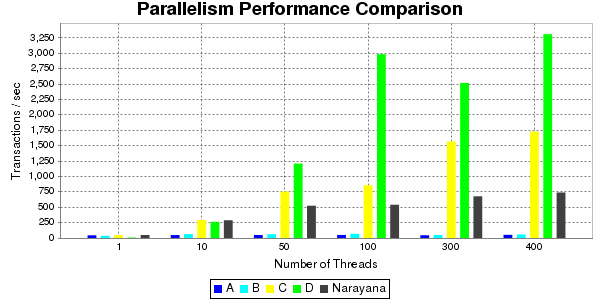 Parallelism Performance Comparison
Transactions / sec
3,250
3,000
2,750
2,500
2,250
2,000
1,750
1,500
1,250
1,000
750
500
250
0
1 10 50 100 300 400
Number of Threads
A B C D Narayana